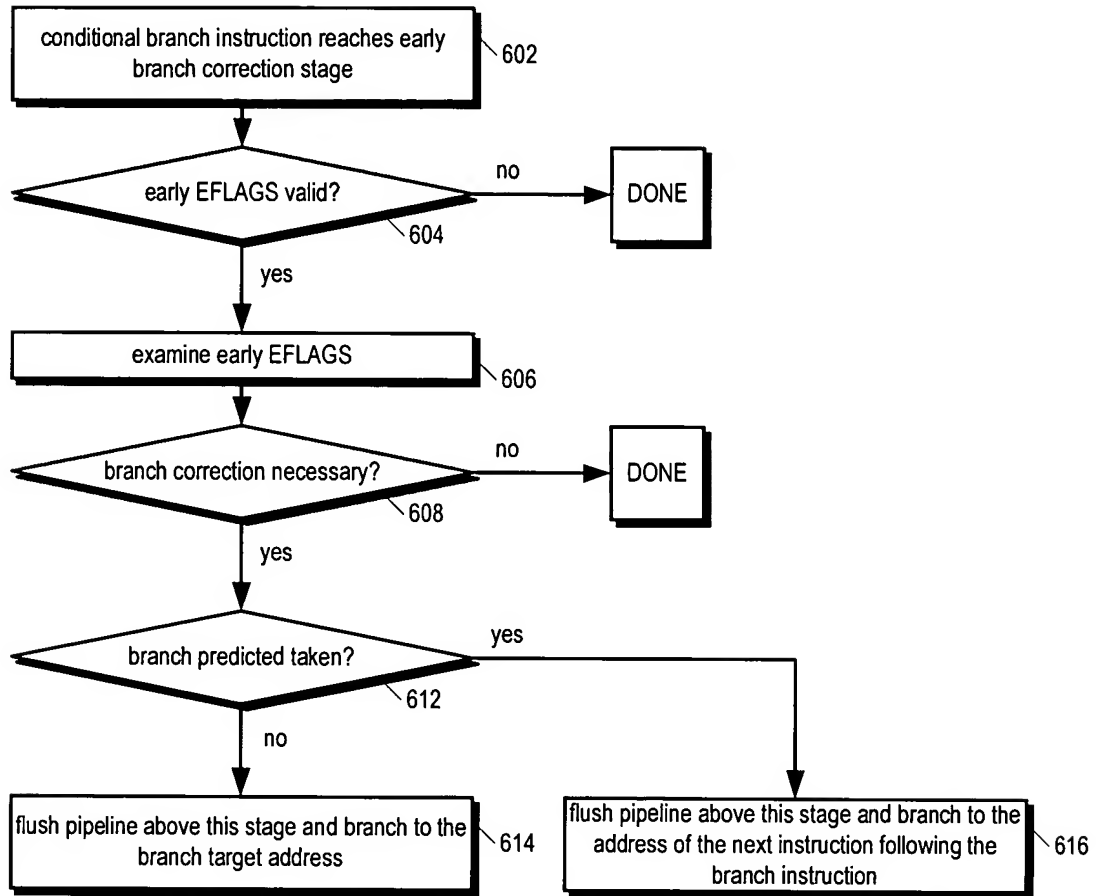 conditional branch instruction reaches early
branch correction stage
602
early EFLAGS valid?
604
no
DONE
yes
examine early EFLAGS
606
branch correction necessary?
608
no
DONE
yes
branch predicted taken?
612
yes
no
flush pipeline above this stage and branch to the
branch target address
614
flush pipeline above this stage and branch to the
address of the next instruction following the
branch instruction
616